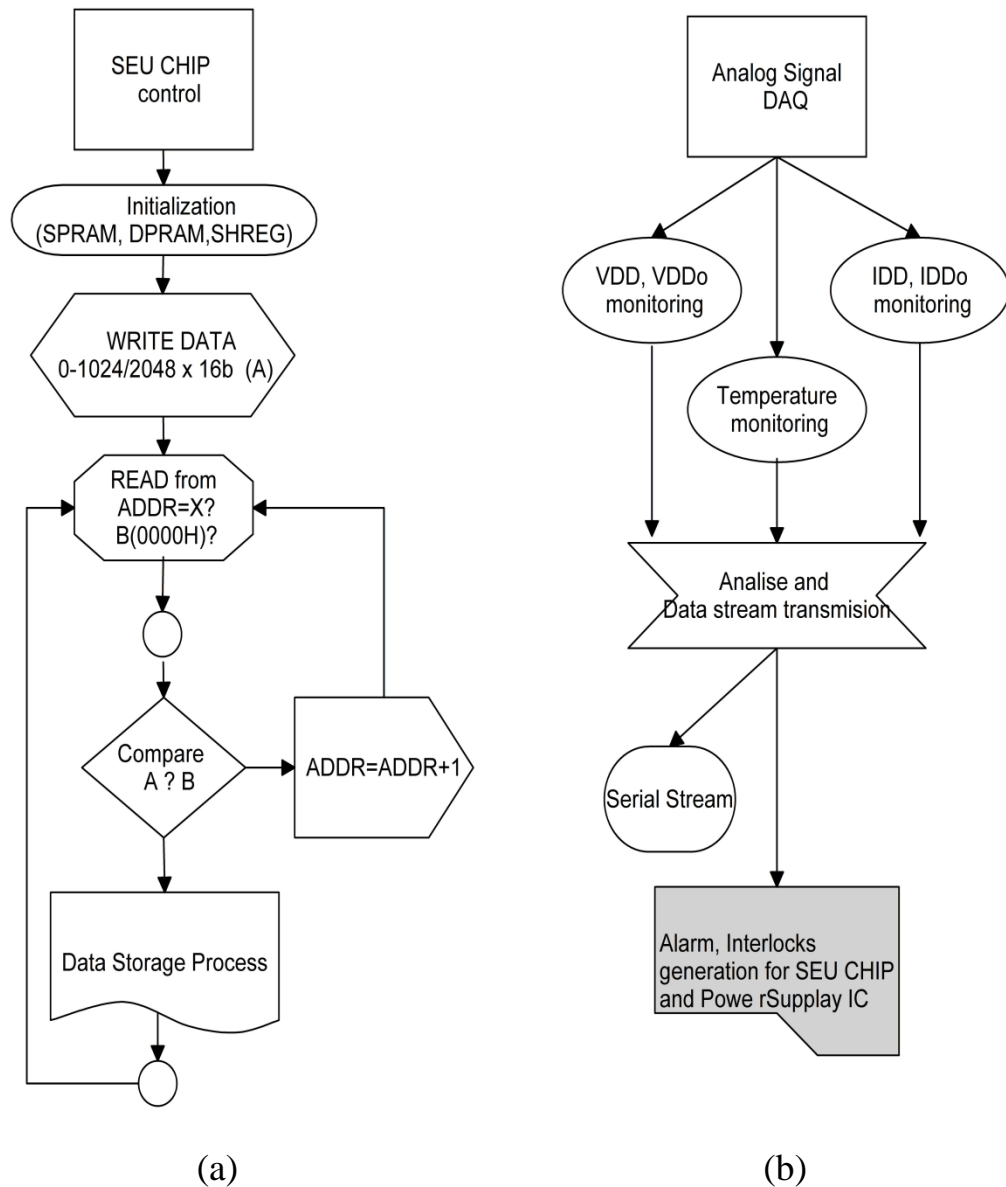 SEU CHIP
control
Initialization
(SPRAM, DPRAM,SHREG)
WRITE DATA
0-1024/2048 x 16b (A)
READ from
ADDR=X?
B(0000H)?
Compare
A ? B
ADDR=ADDR+1
Data Storage Process
(a)
Analog Signal
DAQ
VDD, VDDo
monitoring
IDD, IDDo
monitoring
Temperature
monitoring
Analise and
Data stream transmision
Serial Stream
Alarm, Interlocks
generation for SEU CHIP
and Powe rSupplay IC
(b)